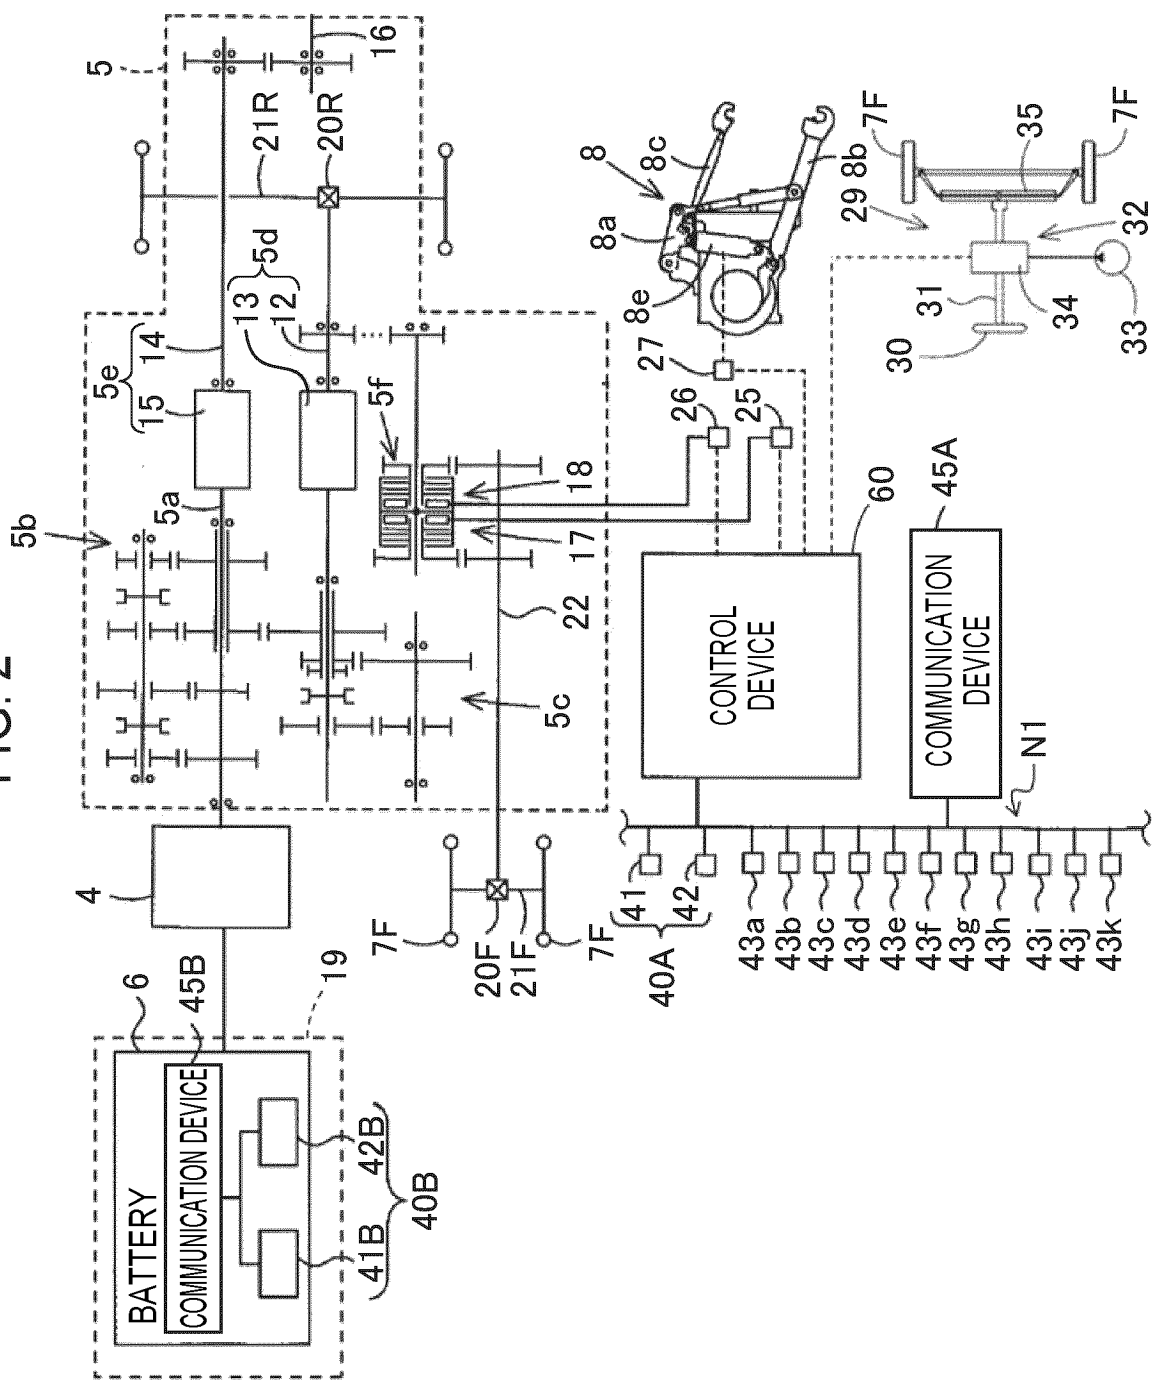 FIG. 2
5
16
21R
20R
5d
13
12
5e
14
15
5f
5a
5b
18
17
22
5c
4
7F
20F
21F
7F
6
45B
19
BATTERY
COMMUNICATION DEVICE
41B
42B
40B
8
8a
8c
8b
8e
27
26
25
7F
35
7F
29
32
31
34
30
33
60
CONTROL
DEVICE
45A
COMMUNICATION
DEVICE
N1
41
42
40A
43a
43b
43c
43d
43e
43f
43g
43h
43i
43j
43k